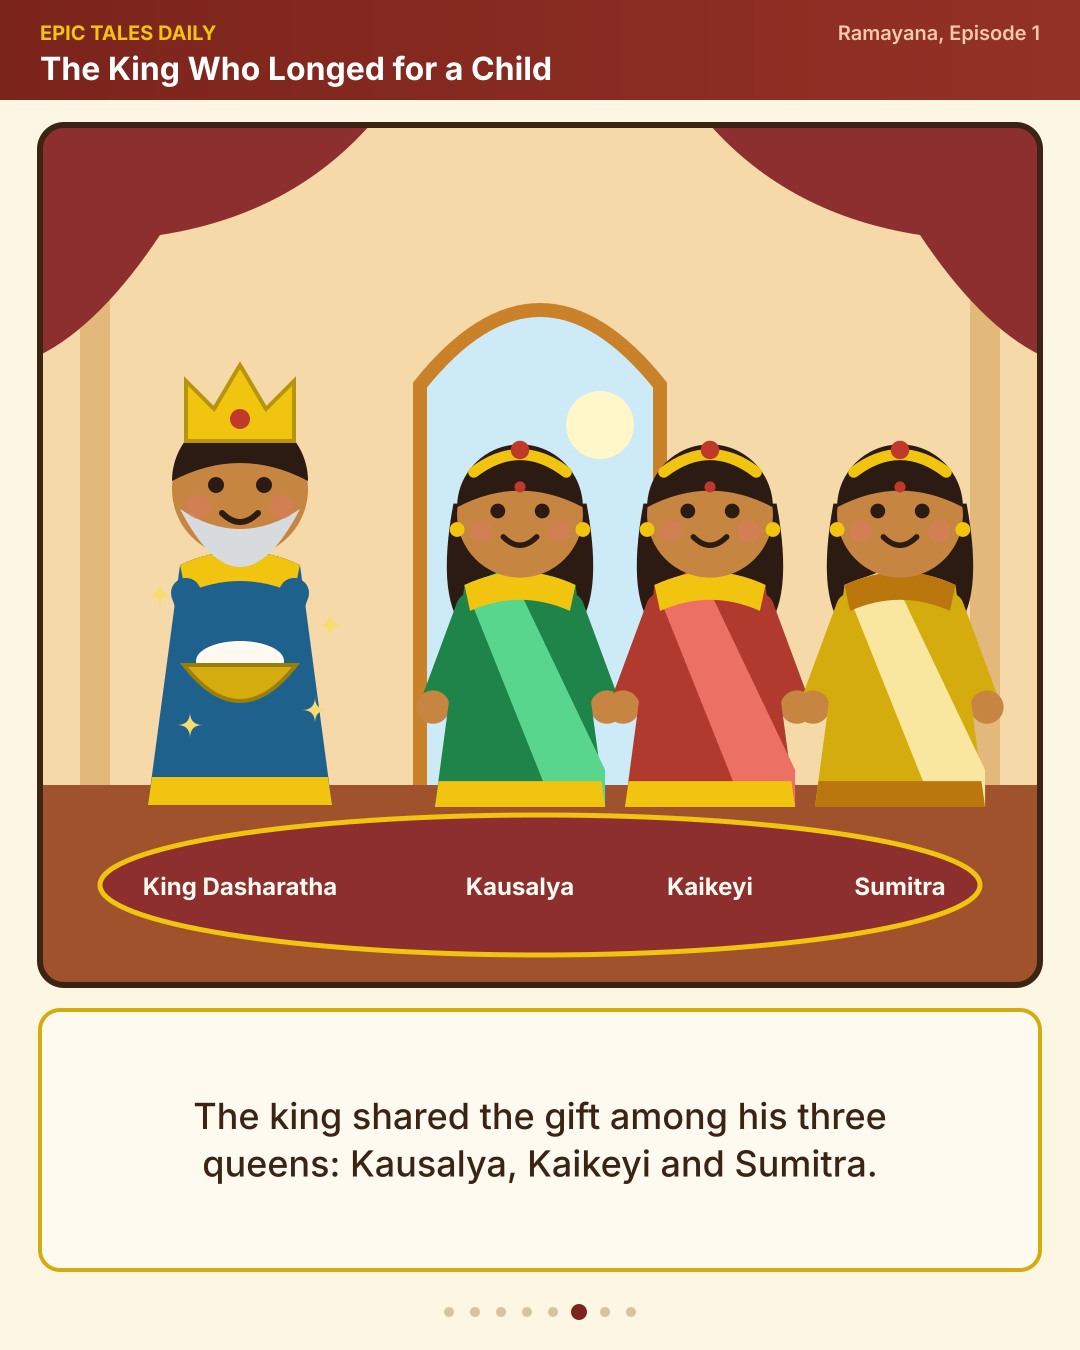 EPIC TALES DAILY
Ramayana, Episode 1
The King Who Longed for a Child
King Dasharatha
Kausalya
Kaikeyi
Sumitra
The king shared the gift among his three
queens: Kausalya, Kaikeyi and Sumitra.